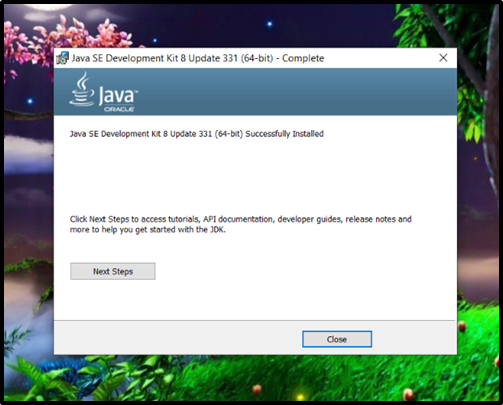 Java SE Development Kit 8 Update 331 (64-bit) - Complete
Java™
ORACLE
Java SE Development Kit 8 Update 331 (64-bit) Successfully Installed
Click Next Steps to access tutorials, API documentation, developer guides, release notes and
more to help you get started with the JDK.
Next Steps
Close